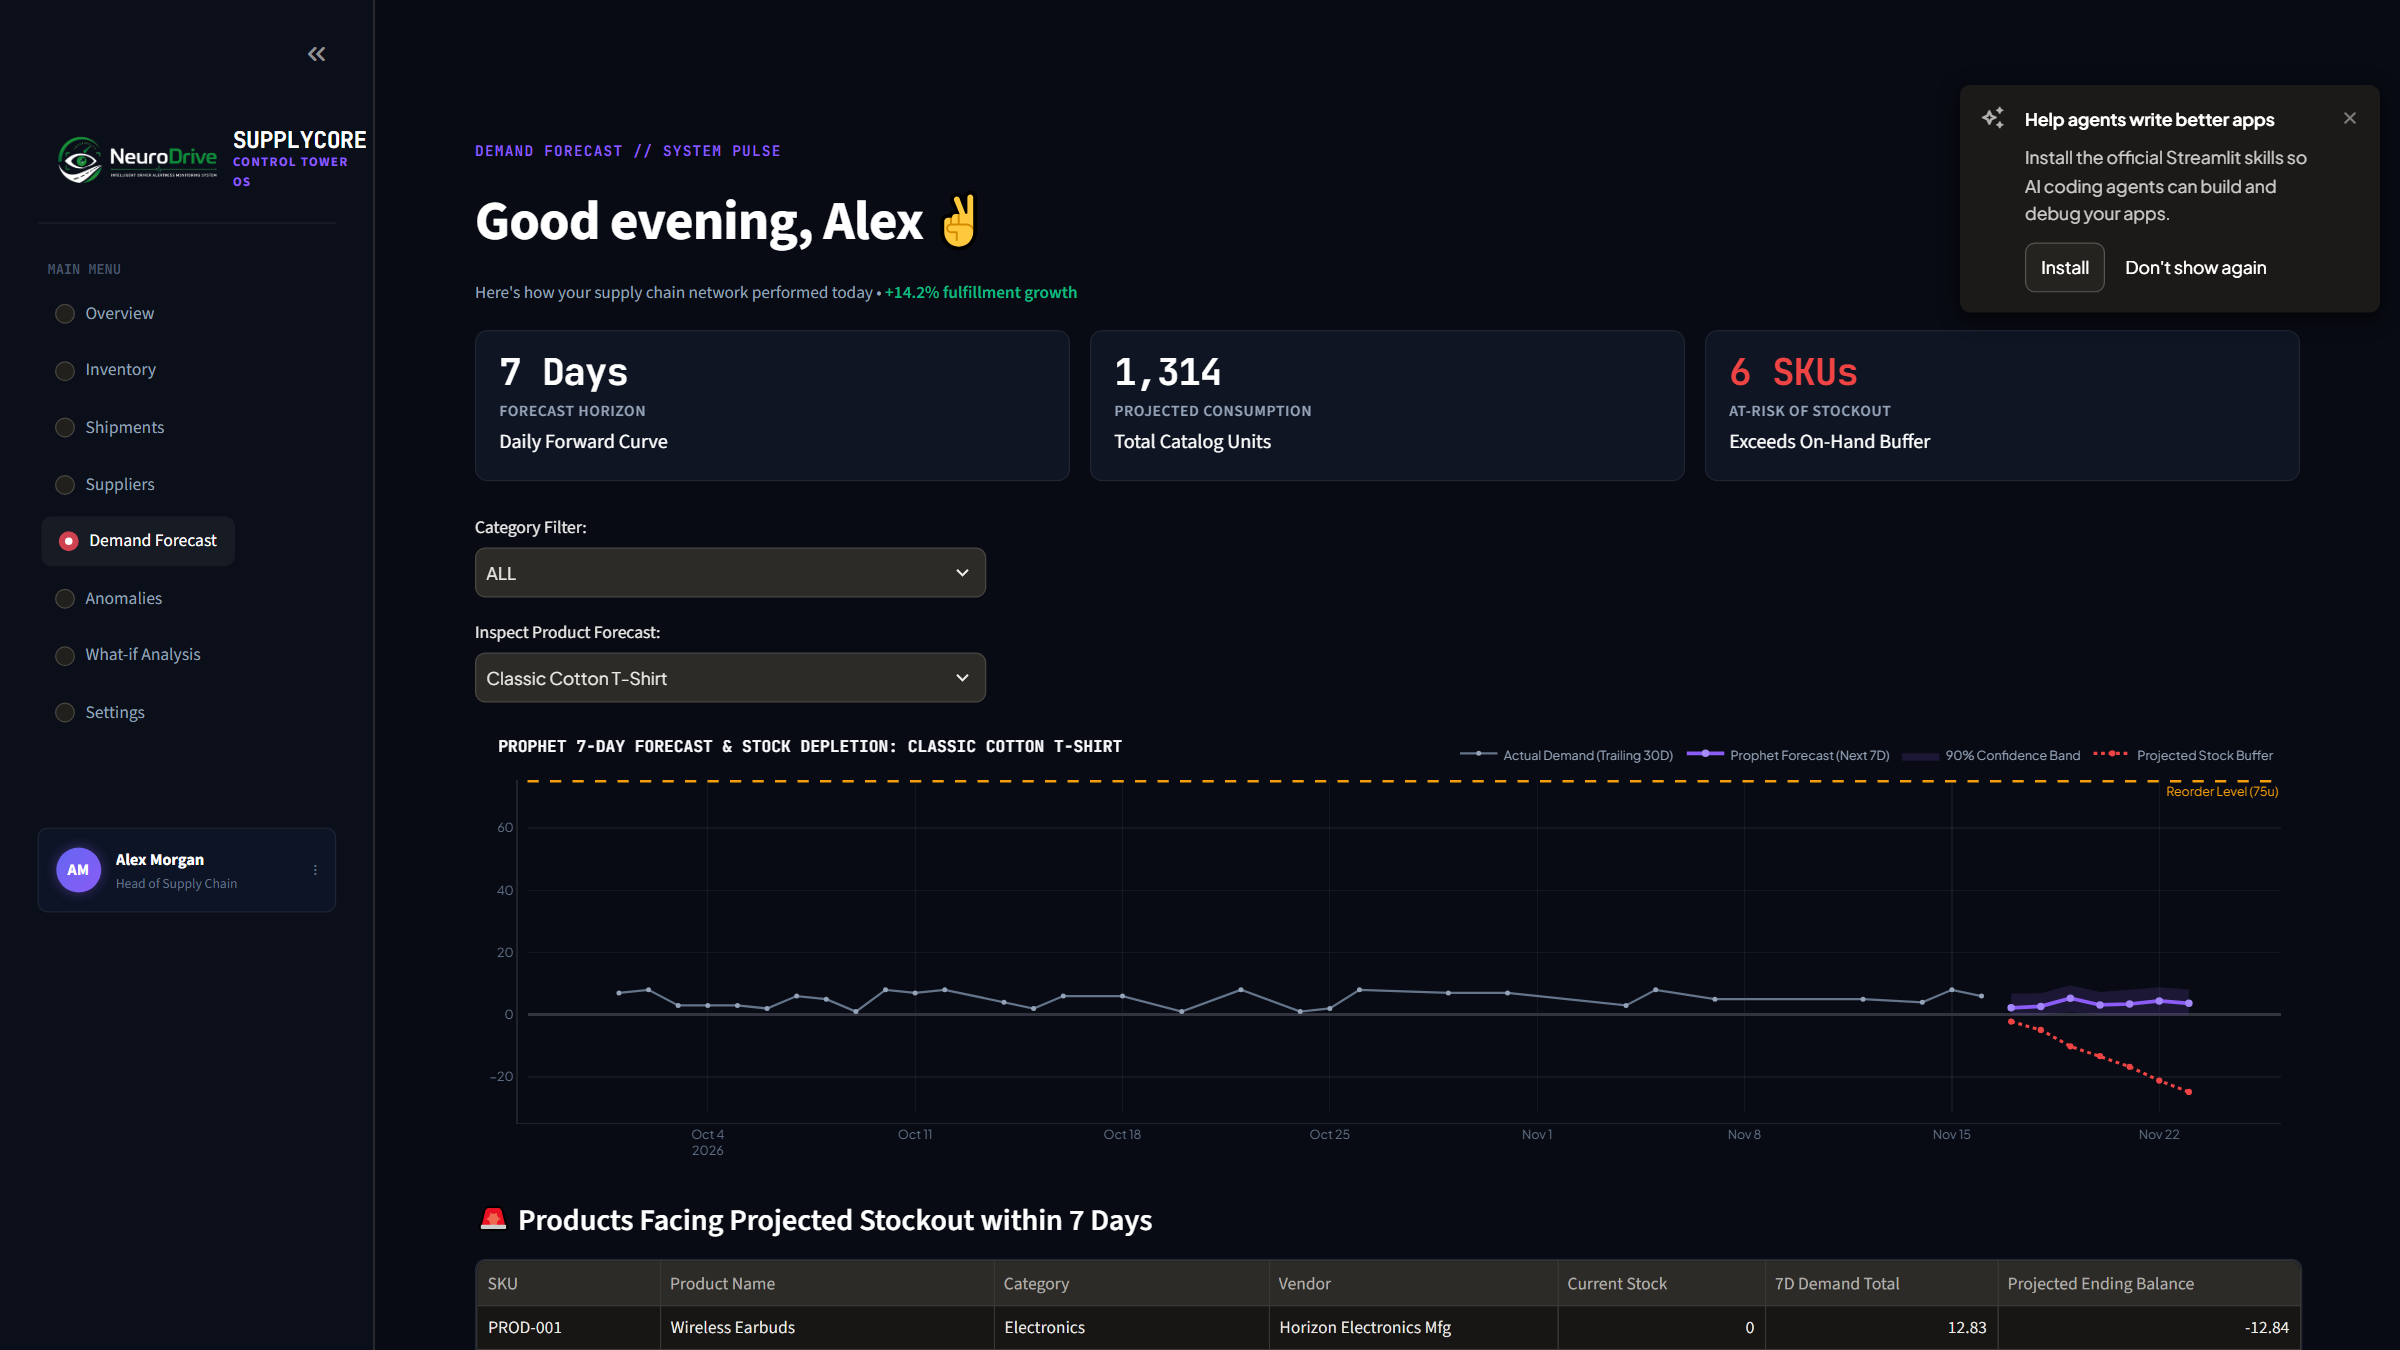 NeuroDrive
INTELLIGENT DRIVER ALERTNESS MONITORING SYSTEM
SUPPLYCORE
CONTROL TOWER
OS
MAIN MENU
Overview
Inventory
Shipments
Suppliers
Demand Forecast
Anomalies
What-if Analysis
Settings
AM
Alex Morgan
Head of Supply Chain
DEMAND FORECAST // SYSTEM PULSE
Good evening, Alex ✌
Here's how your supply chain network performed today • +14.2% fulfillment growth
7 Days
FORECAST HORIZON
Daily Forward Curve
1,314
PROJECTED CONSUMPTION
Total Catalog Units
6 SKUs
AT-RISK OF STOCKOUT
Exceeds On-Hand Buffer
Help agents write better apps
Install the official Streamlit skills so
AI coding agents can build and
debug your apps.
Install
Don't show again
Category Filter:
ALL
Inspect Product Forecast:
Classic Cotton T-Shirt
PROPHET 7-DAY FORECAST & STOCK DEPLETION: CLASSIC COTTON T-SHIRT
Actual Demand (Trailing 30D)
Prophet Forecast (Next 7D)
90% Confidence Band
Projected Stock Buffer
Reorder Level (75u)
60
40
20
0
−20
Oct 4
2026
Oct 11
Oct 18
Oct 25
Nov 1
Nov 8
Nov 15
Nov 22
🚨 Products Facing Projected Stockout within 7 Days
SKU Product Name Category Vendor Current Stock 7D Demand Total Projected Ending Balance
PROD-001 Wireless Earbuds Electronics Horizon Electronics Mfg 0 12.83 -12.84